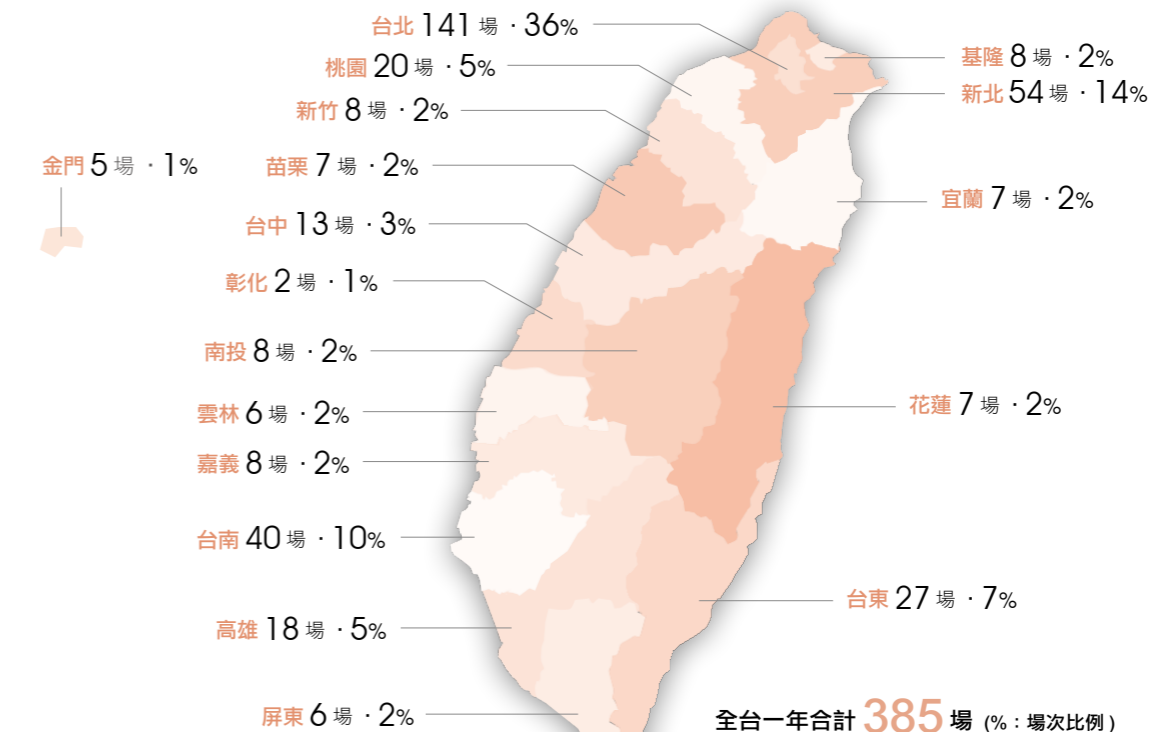 台北 141 場 · 36%
桃園 20 場 · 5%
基隆 8 場 · 2%
新北 54 場 · 14%
新竹 8 場 · 2%
金門 5 場 · 1%
苗栗 7 場 · 2%
宜蘭 7 場 · 2%
台中 13 場 · 3%
彰化 2 場 · 1%
南投 8 場 · 2%
花蓮 7 場 · 2%
雲林 6 場 · 2%
嘉義 8 場 · 2%
台南 40 場 · 10%
台東 27 場 · 7%
高雄 18 場 · 5%
屏東 6 場 · 2%
全台一年合計 385 場 (%：場次比例)